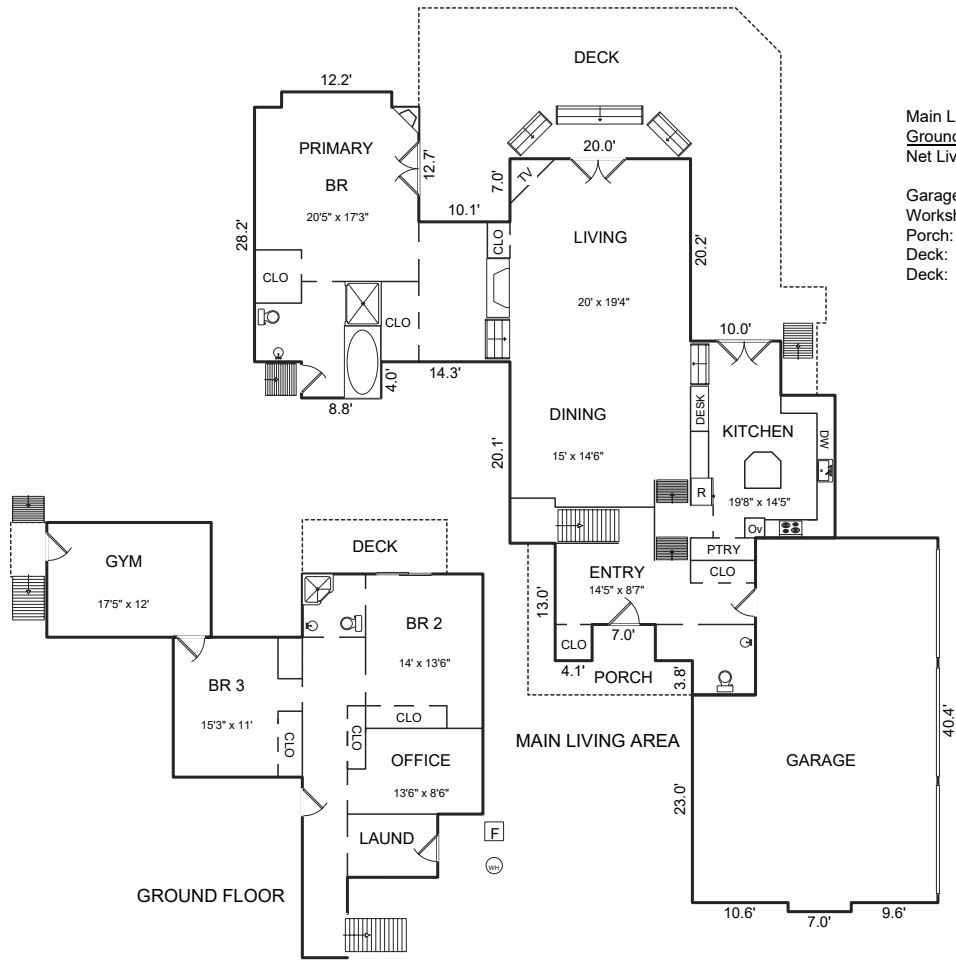 DECK
12.2'
PRIMARY
BR
20'5" x 17'3"
12.7'
28.2'
CLO
CLO
8.8'
4.0'
14.3'
10.1'
7.0'
TV
20.0'
CLO
LIVING
20' x 19'4"
20.2'
10.0'
DINING
15' x 14'6"
20.1'
DESK
KITCHEN
19'8" x 14'5"
DW
R
Ov
PTRY
CLO
ENTRY
14'5" x 8'7"
13.0'
CLO
7.0'
4.1'
PORCH
3.8'
MAIN LIVING AREA
GARAGE
40.4'
23.0'
10.6'
7.0'
9.6'
GYM
17'5" x 12'
DECK
BR 2
14' x 13'6"
BR 3
15'3" x 11'
CLO
CLO
CLO
OFFICE
13'6" x 8'6"
LAUND
F
WH
GROUND FLOOR
Main L
Ground
Net Liv
Garage
Worksh
Porch:
Deck:
Deck: